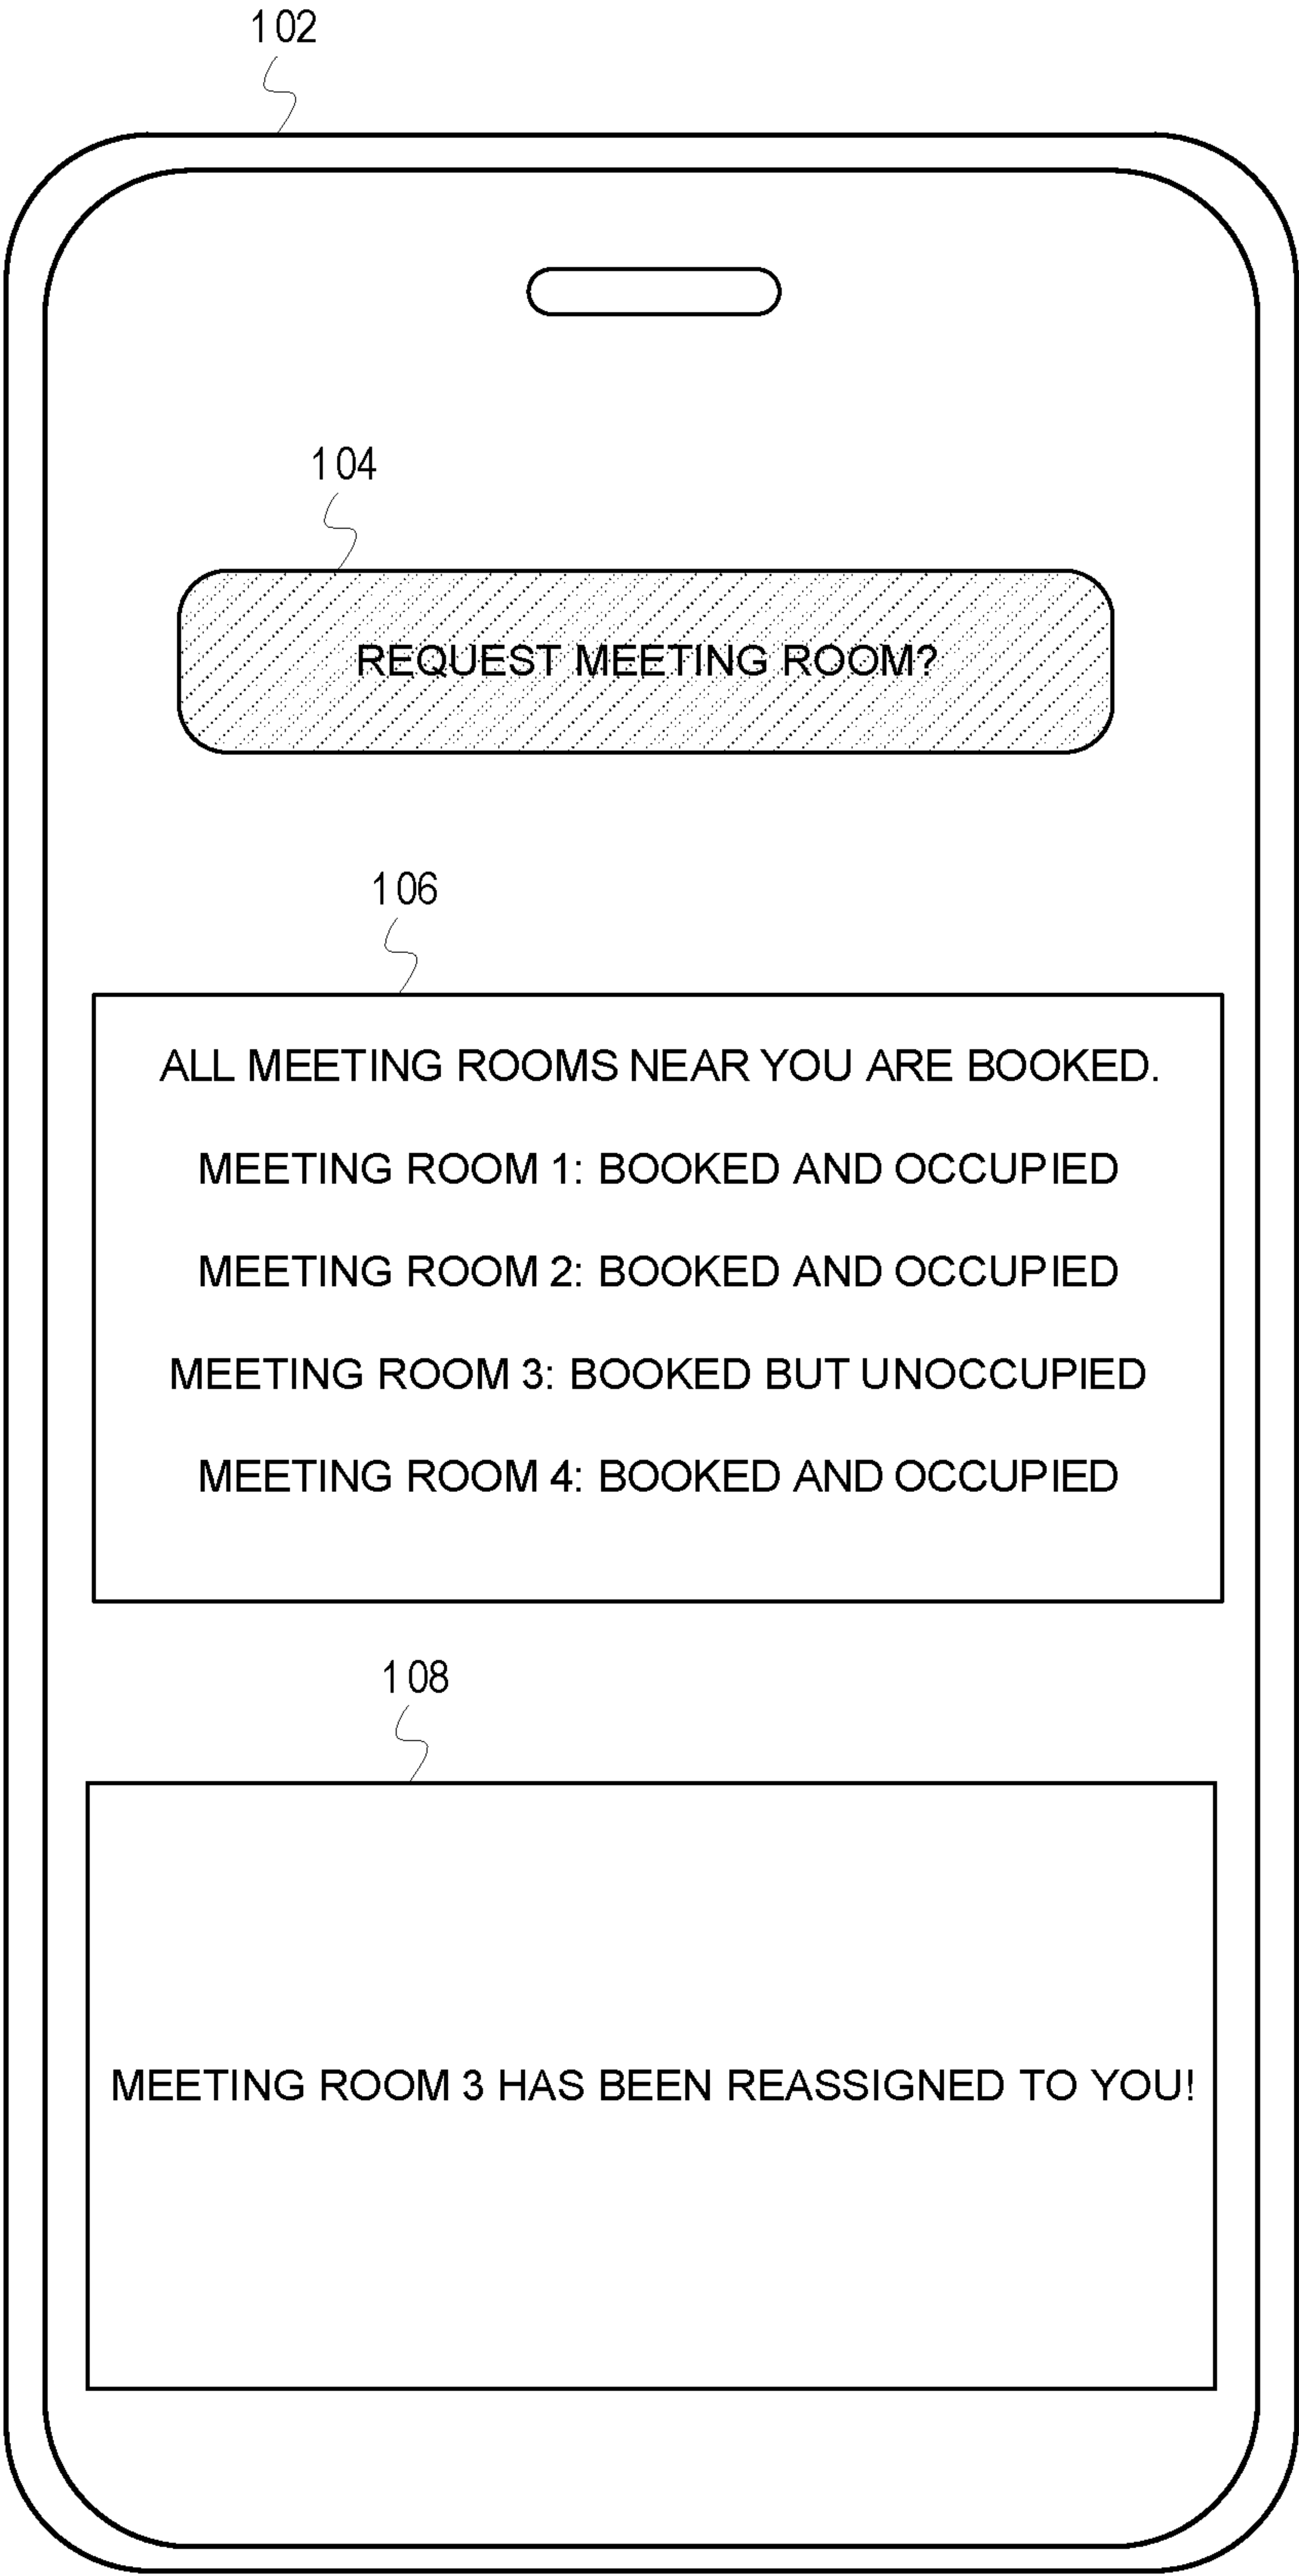 102
104
REQUEST MEETING ROOM?
106
ALL MEETING ROOMS NEAR YOU ARE BOOKED.
MEETING ROOM 1: BOOKED AND OCCUPIED
MEETING ROOM 2: BOOKED AND OCCUPIED
MEETING ROOM 3: BOOKED BUT UNOCCUPIED
MEETING ROOM 4: BOOKED AND OCCUPIED
108
MEETING ROOM 3 HAS BEEN REASSIGNED TO YOU!